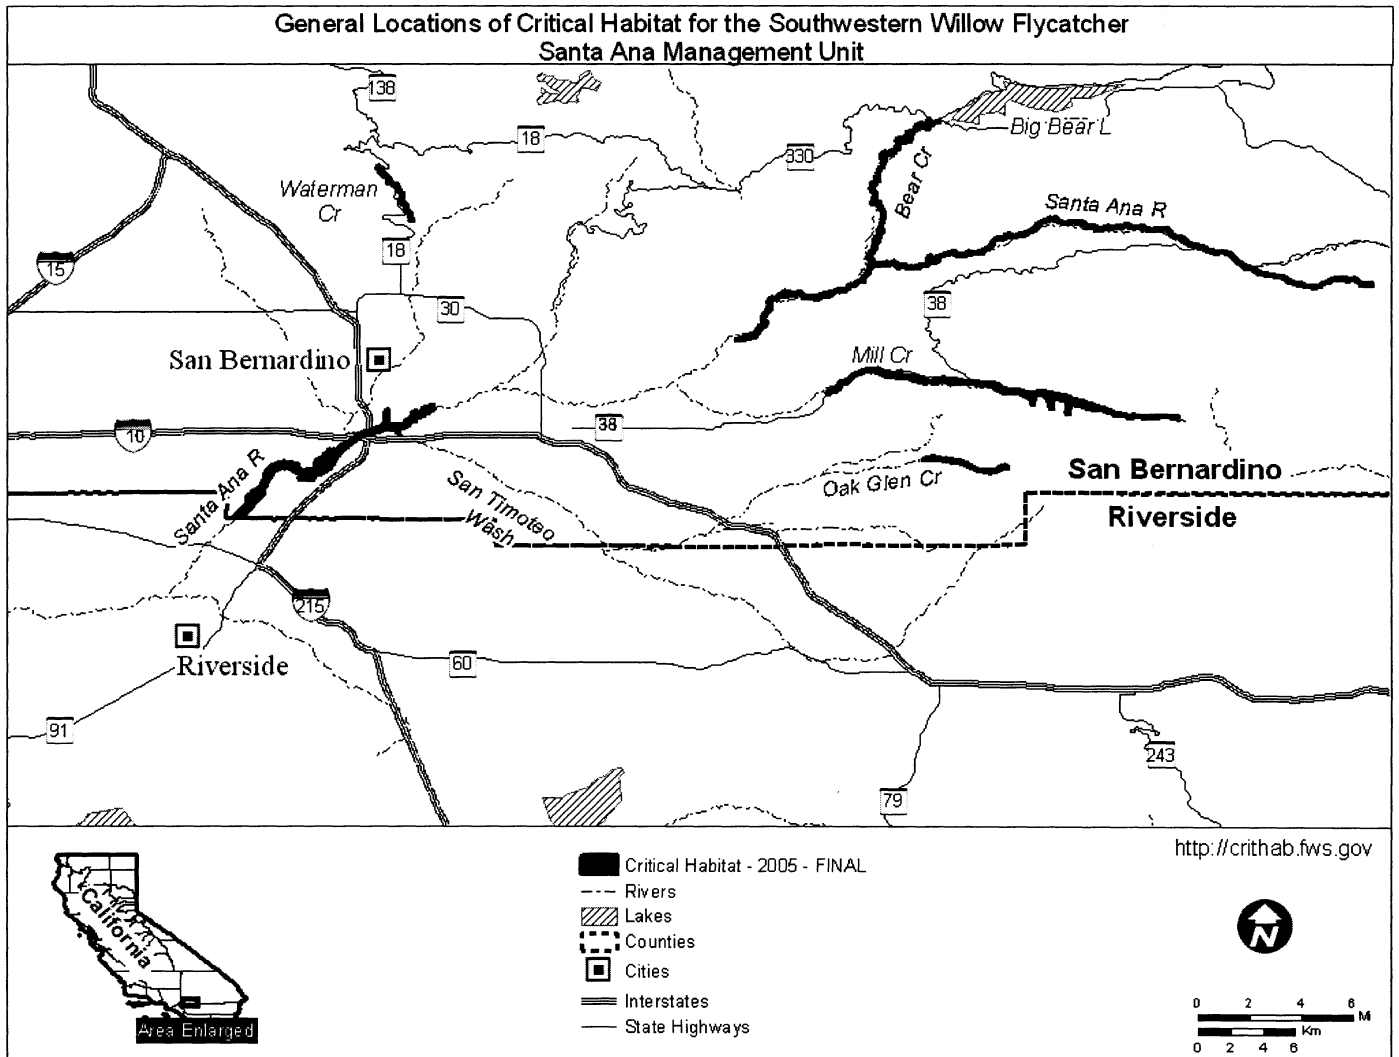 General Locations of Critical Habitat for the Southwestern Willow Flycatcher
Santa Ana Management Unit
138
18
330
Big Bear L
Waterman
Cr
Bear Cr
Santa Ana R
18
15
30
38
San Bernardino
Mill Cr
10
38
Santa Ana R
San Timoteo
Wash
Oak Glen Cr
San Bernardino
Riverside
215
Riverside
60
91
243
79
California
Area Enlarged
Critical Habitat - 2005 - FINAL
Rivers
Lakes
Counties
Cities
Interstates
State Highways
http://crithab.fws.gov
N
0 2 4 6
Mi
Km
0 2 4 6